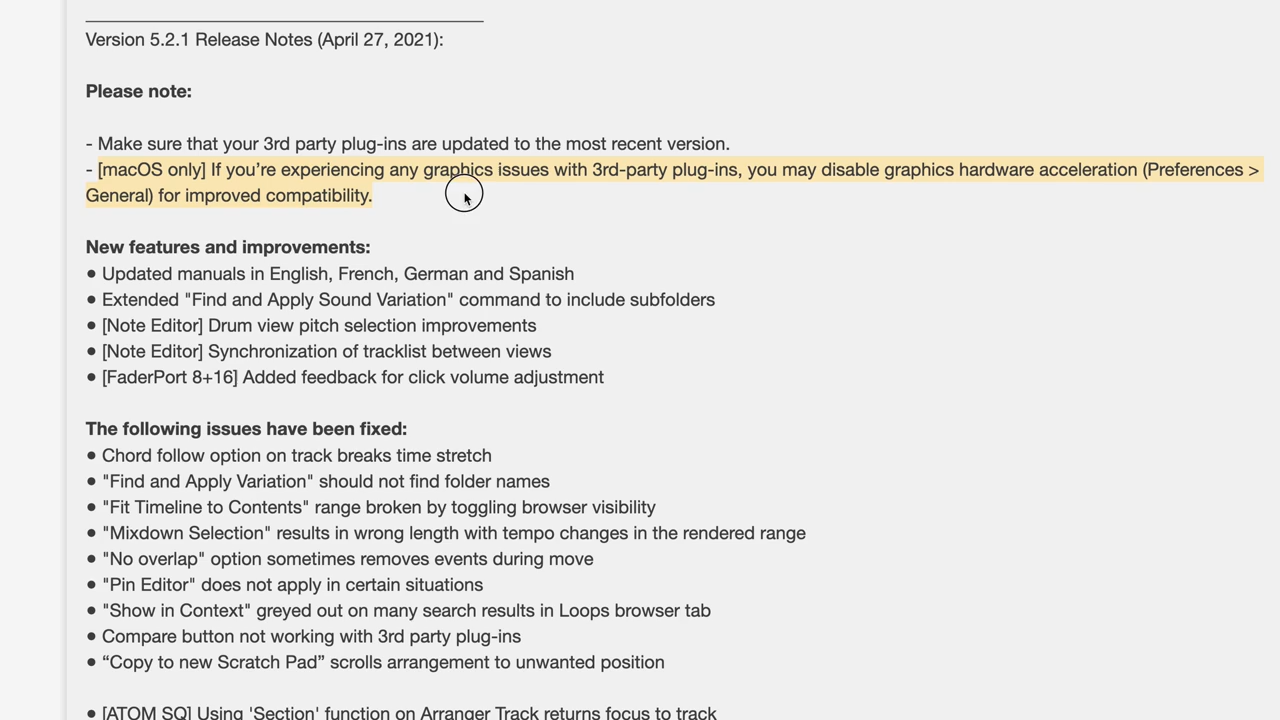 Version 5.2.1 Release Notes (April 27, 2021):
Please note:
- Make sure that your 3rd party plug-ins are updated to the most recent version.
- [macOS only] If you’re experiencing any graphics issues with 3rd-party plug-ins, you may disable graphics hardware acceleration (Preferences >
General) for improved compatibility.
New features and improvements:
● Updated manuals in English, French, German and Spanish
● Extended "Find and Apply Sound Variation" command to include subfolders
● [Note Editor] Drum view pitch selection improvements
● [Note Editor] Synchronization of tracklist between views
● [FaderPort 8+16] Added feedback for click volume adjustment
The following issues have been fixed:
● Chord follow option on track breaks time stretch
● "Find and Apply Variation" should not find folder names
● "Fit Timeline to Contents" range broken by toggling browser visibility
● "Mixdown Selection" results in wrong length with tempo changes in the rendered range
● "No overlap" option sometimes removes events during move
● "Pin Editor" does not apply in certain situations
● "Show in Context" greyed out on many search results in Loops browser tab
● Compare button not working with 3rd party plug-ins
● “Copy to new Scratch Pad” scrolls arrangement to unwanted position
● [ATOM SQ] Using 'Section' function on Arranger Track returns focus to track